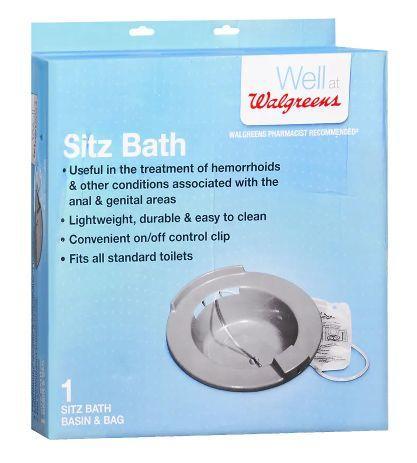 Well at
Walgreens
WALGREENS PHARMACIST RECOMMENDED
Sitz Bath
• Useful in the treatment of hemorrhoids
& other conditions associated with the
anal & genital areas
• Lightweight, durable & easy to clean
• Convenient on/off control clip
• Fits all standard toilets
1
SITZ BATH
BASIN & BAG